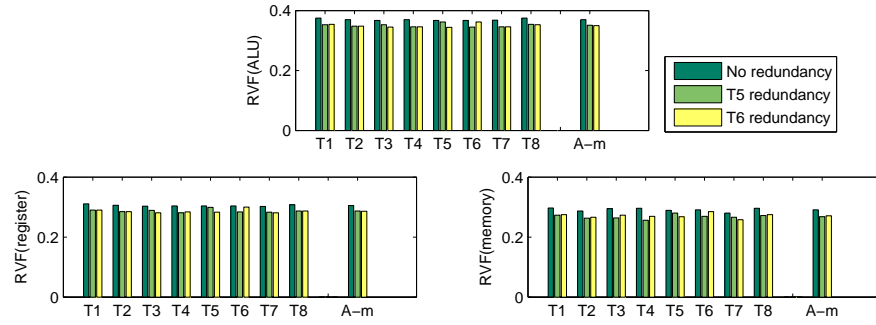 RVF(ALU)
0.4
0.2
0
T1 T2 T3 T4 T5 T6 T7 T8 A−m
No redundancy
T5 redundancy
T6 redundancy
RVF(register)
0.4
0.2
0
T1 T2 T3 T4 T5 T6 T7 T8 A−m
RVF(memory)
0.4
0.2
0
T1 T2 T3 T4 T5 T6 T7 T8 A−m